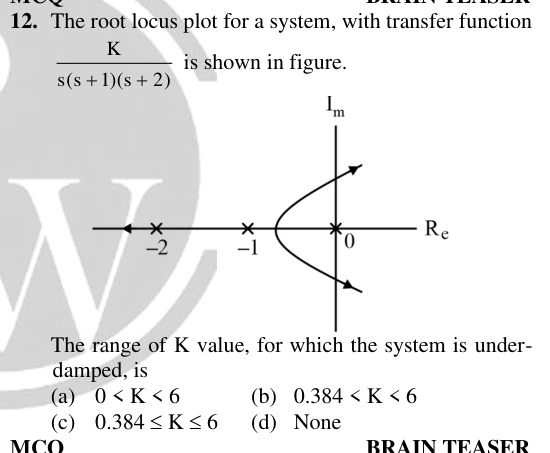 MCQ BRAIN TEASER
12. The root locus plot for a system, with transfer function
K
s(s + 1)(s + 2)
is shown in figure.
I_m
R_e
–2 –1 0
The range of K value, for which the system is under-
damped, is
(a) 0 < K < 6 (b) 0.384 < K < 6
(c) 0.384 ≤ K ≤ 6 (d) None
MCQ BRAIN TEASER